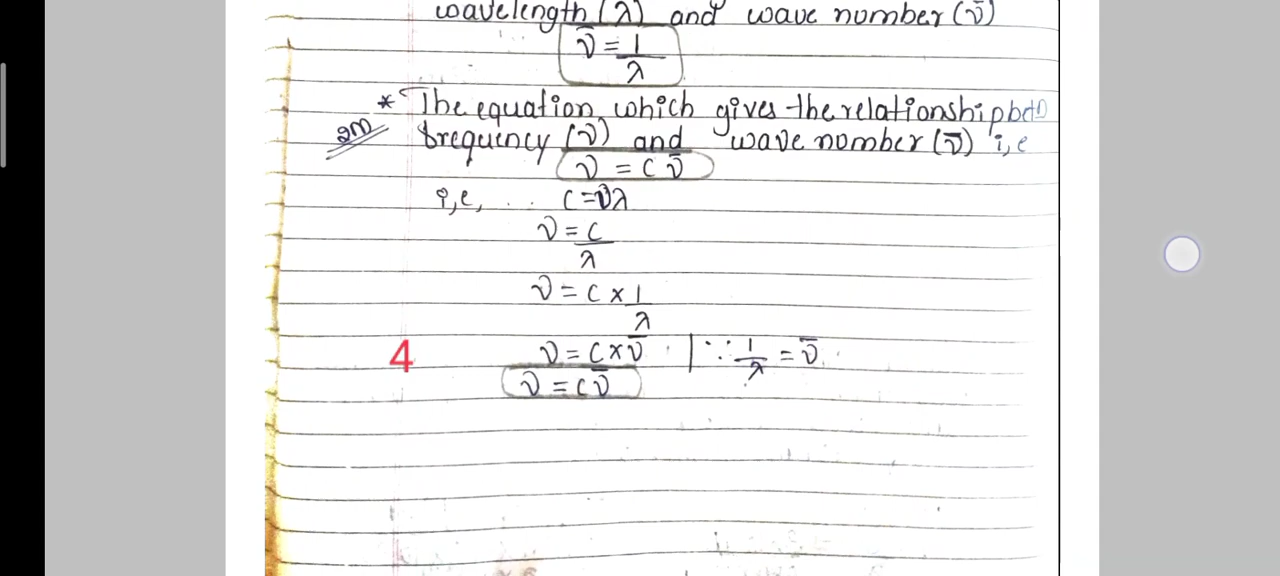 wavelength (λ) and wave number (ν̄)
ν̄ = 1/λ
* The equation which gives the relationship betn
2m frequency (ν) and wave number (ν̄) i,e
ν = c ν̄
i,e, .. c = νλ
ν = c/λ
ν = c × 1/λ
4 ν = c × ν̄ | ∵ 1/λ = ν̄
ν = c ν̄